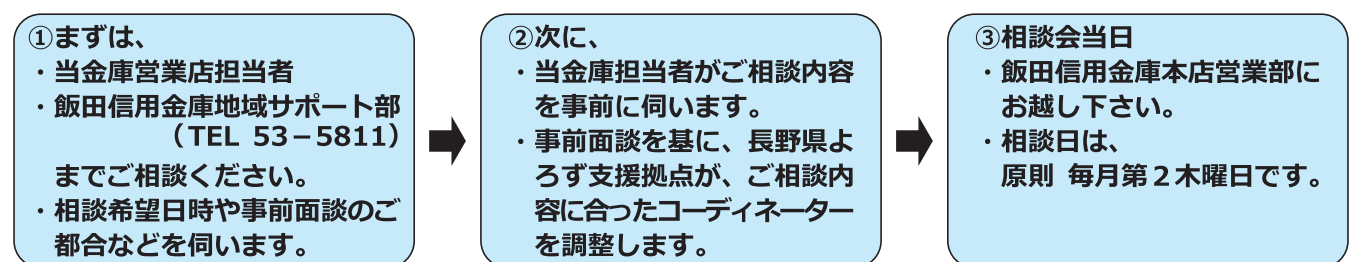 ①まずは、
・当金庫営業店担当者
・飯田信用金庫地域サポート部
（TEL 53－5811）
までご相談ください。
・相談希望日時や事前面談のご
都合などを伺います。
②次に、
・当金庫担当者がご相談内容
を事前に伺います。
・事前面談を基に、長野県よ
ろず支援拠点が、ご相談内
容に合ったコーディネーター
を調整します。
③相談会当日
・飯田信用金庫本店営業部に
お越し下さい。
・相談日は、
原則 毎月第２木曜日です。